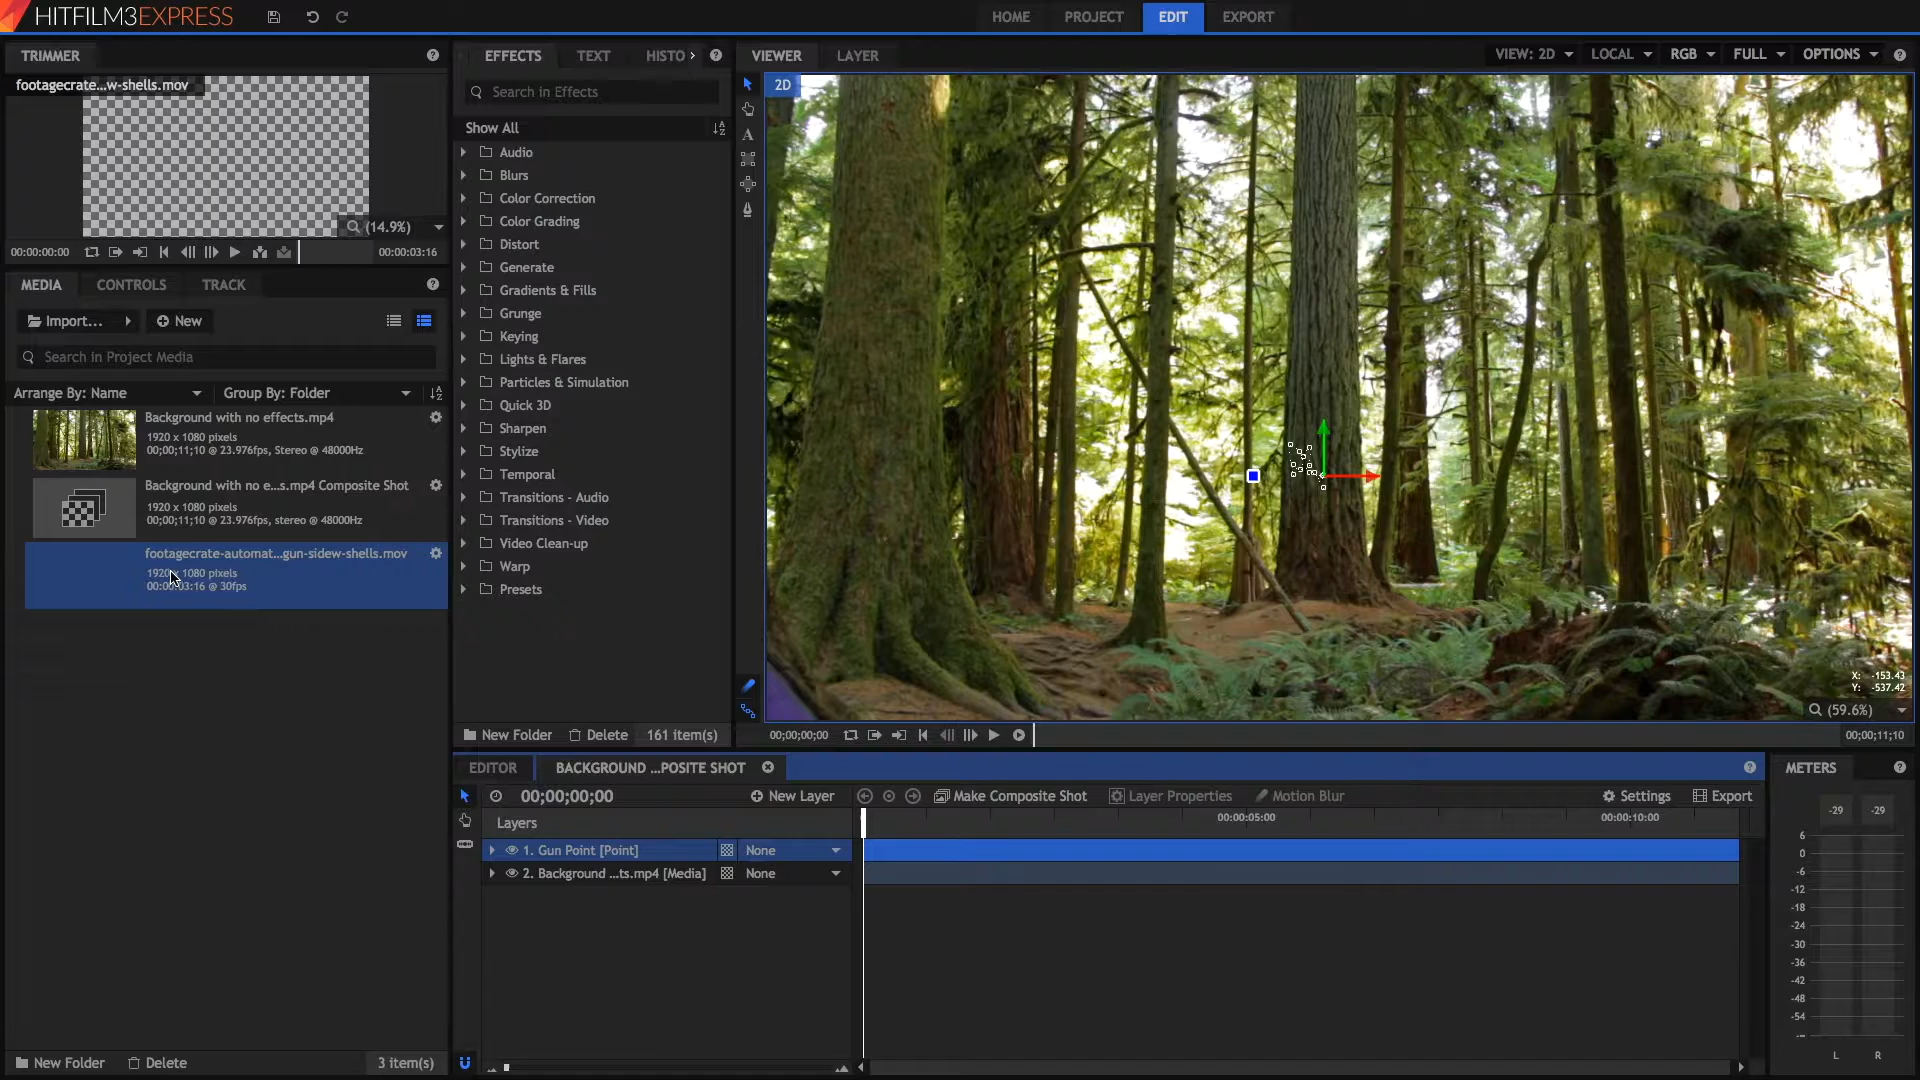 HITFILM3EXPRESS
HOME
PROJECT
EDIT
EXPORT
TRIMMER
footagecrate...w-shells.mov
(14.9%)
00:00:00:00
00:00:03:16
MEDIA
CONTROLS
TRACK
Import...
New
Search in Project Media
Arrange By: Name
Group By: Folder
Background with no effects.mp4
1920 x 1080 pixels
00;00;11;10 @ 23.976fps, Stereo @ 48000Hz
Background with no e...s.mp4 Composite Shot
1920 x 1080 pixels
00;00;11;10 @ 23.976fps, stereo @ 48000Hz
footagecrate-automat...gun-sidew-shells.mov
1920 x 1080 pixels
00:00:03:16 @ 30fps
New Folder
Delete
3 item(s)
EFFECTS
TEXT
HISTO
Search in Effects
Show All
Audio
Blurs
Color Correction
Color Grading
Distort
Generate
Gradients & Fills
Grunge
Keying
Lights & Flares
Particles & Simulation
Quick 3D
Sharpen
Stylize
Temporal
Transitions - Audio
Transitions - Video
Video Clean-up
Warp
Presets
New Folder
Delete
161 item(s)
VIEWER
LAYER
VIEW: 2D
LOCAL
RGB
FULL
OPTIONS
2D
A
X: -153.43
Y: -537.42
(59.6%)
00;00;00;00
00;00;11;10
EDITOR
BACKGROUND ...POSITE SHOT
00;00;00;00
New Layer
Make Composite Shot
Layer Properties
Motion Blur
Settings
Export
Layers
00:00:05:00
00:00:10:00
1. Gun Point [Point]
None
2. Background ...ts.mp4 [Media]
None
METERS
-29
-29
6
0
-6
-12
-18
-24
-30
-36
-42
-48
-54
L
R